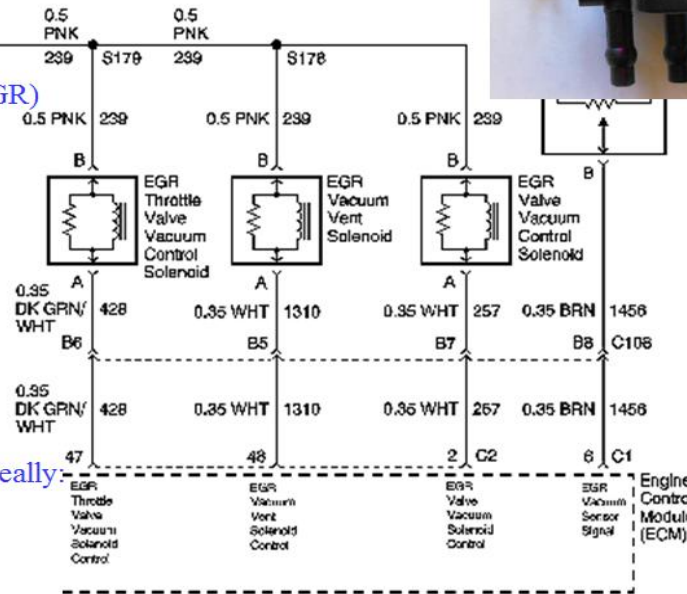 0.5
PNK
0.5
PNK
239
S178
239
S178
GR)
0.5 PNK 239
0.5 PNK 239
0.5 PNK 239
B
B
B
B
EGR
Throttle
Valve
Vacuum
Control
Solenoid
EGR
Vacuum
Vent
Solenoid
EGR
Valve
Vacuum
Control
Solenoid
A
A
A
0.35
DK GRN/
WHT
428
0.35 WHT 1310
0.35 WHT 257
0.35 BRN 1456
B6
B5
B7
B8 C108
0.35
DK GRN/
WHT
428
0.35 WHT 1310
0.35 WHT 257
0.35 BRN 1456
47
48
2 C2
6 C1
eally:
EGR
Throttle
Valve
Vacuum
Solenoid
Control
EGR
Vacuum
Vent
Solenoid
Control
EGR
Valve
Vacuum
Solenoid
Control
EGR
Vacuum
Sensor
Signal
Engine
Control
Module
(ECM)